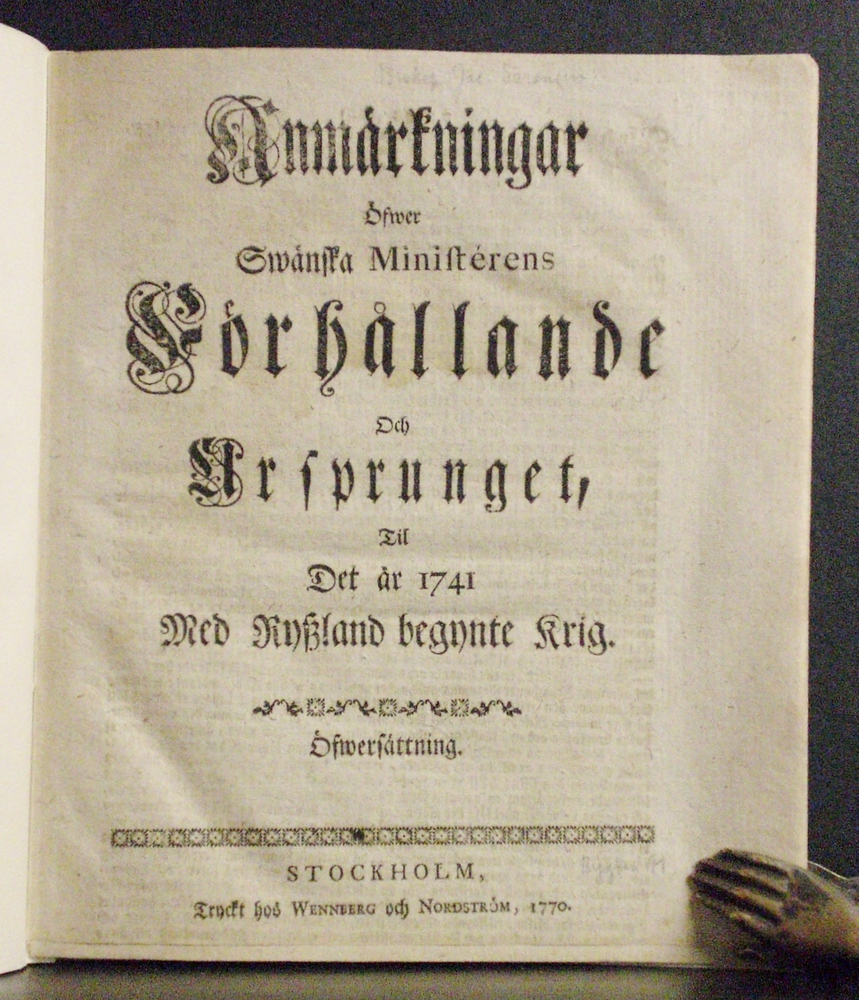 Anmärkningar
Öfwer
Swänſka Miniſtérens
Förhållande
Och
Urſprunget,
Til
Det år 1741
Med Ryßland begynte Krig.
Öfwerſättning.
STOCKHOLM,
Tryckt hos WENNBERG och NORDSTRÖM, 1770.